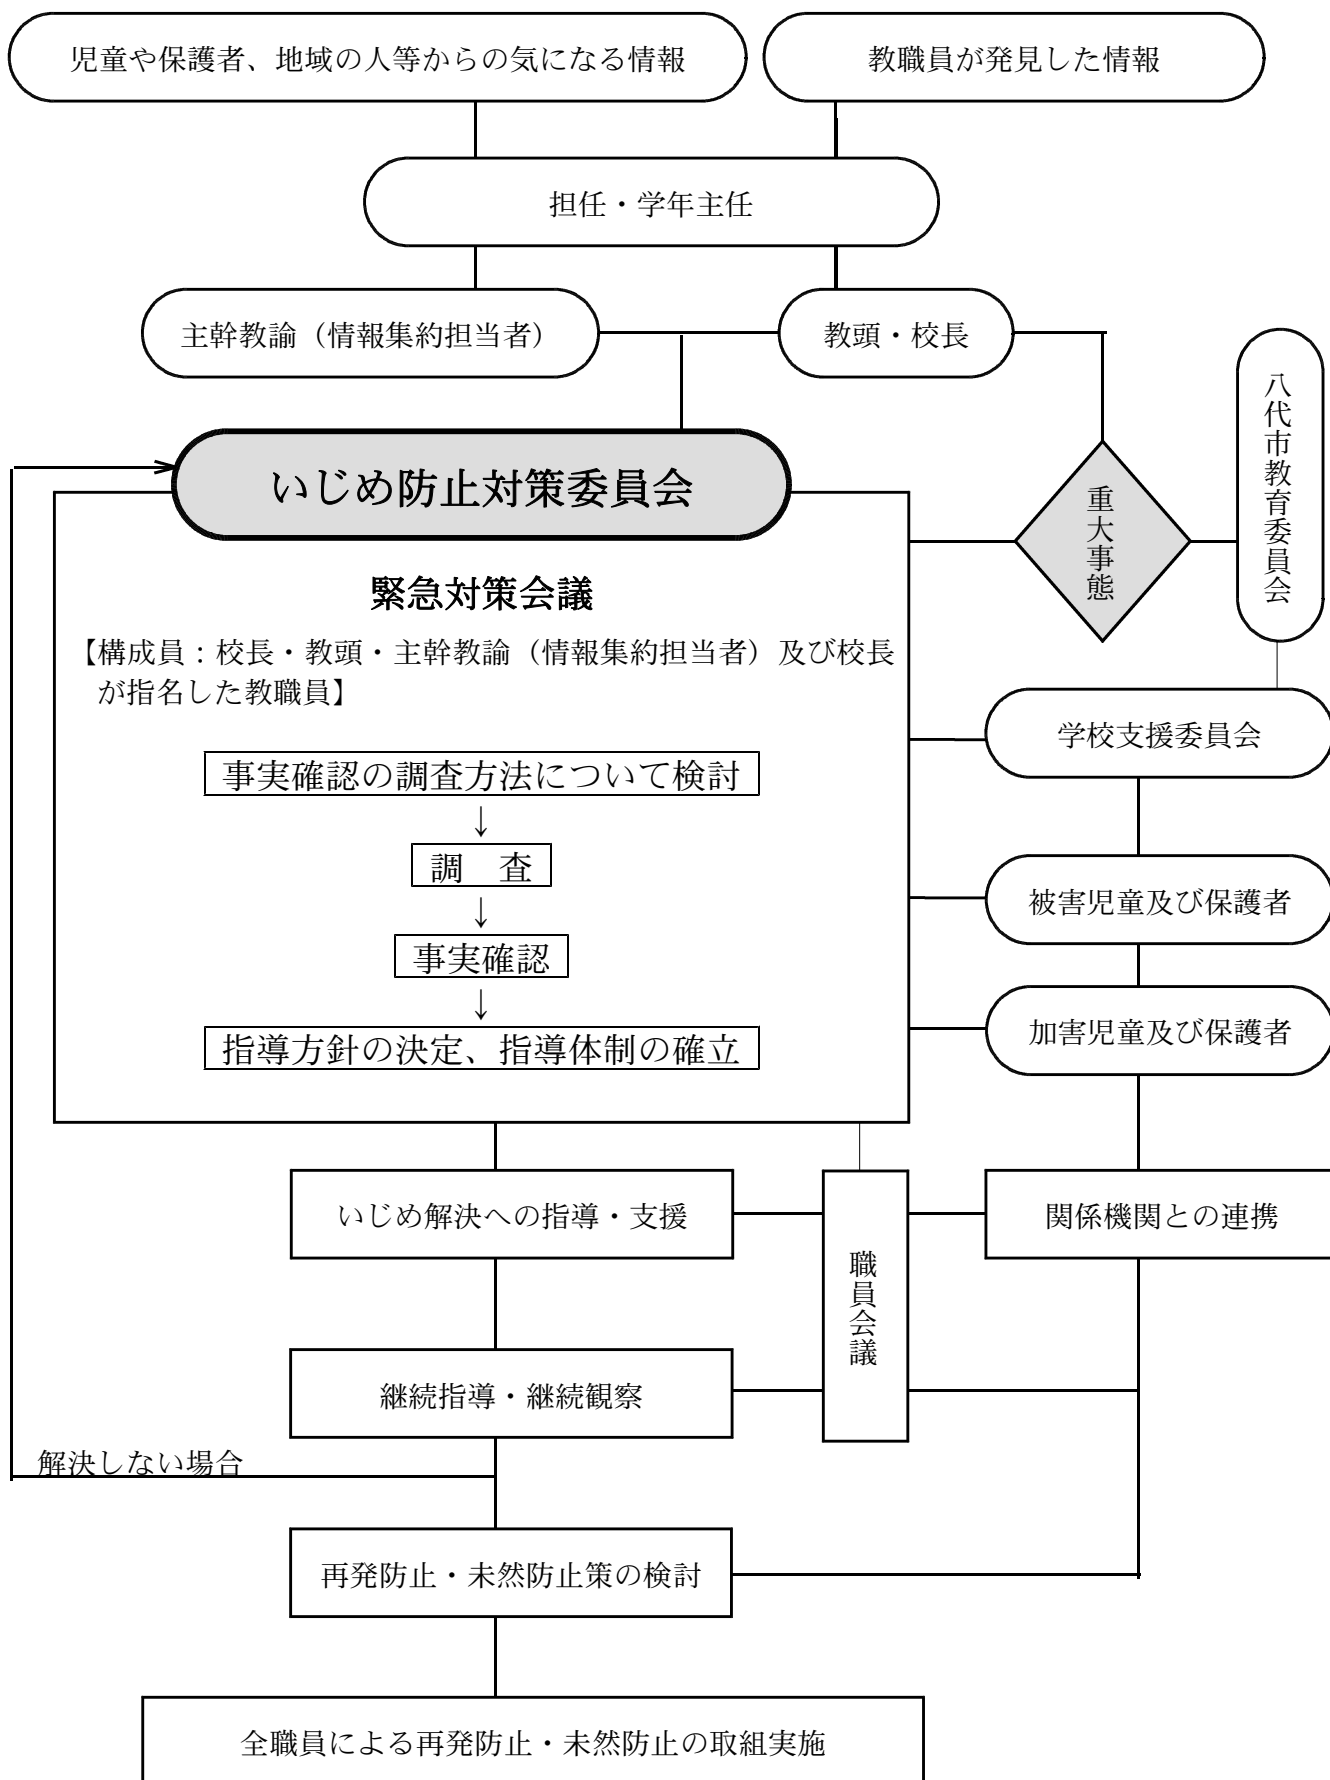 児童や保護者、地域の人等からの気になる情報
教職員が発見した情報
担任・学年主任
主幹教論（情報集約担当者）
教頭・校長
八代市教育委員会
いじめ防止対策委員会
重大事態
緊急対策会議
【構成員：校長・教頭・主幹教論（情報集約担当者）及び校長
が指名した教職員】
学校支援委員会
事実確認の調査方法について検討
↓
調　査
↓
事実確認
↓
指導方針の決定、指導体制の確立
被害児童及び保護者
加害児童及び保護者
いじめ解決への指導・支援
職員会議
関係機関との連携
継続指導・継続観察
解決しない場合
再発防止・未然防止策の検討
全職員による再発防止・未然防止の取組実施